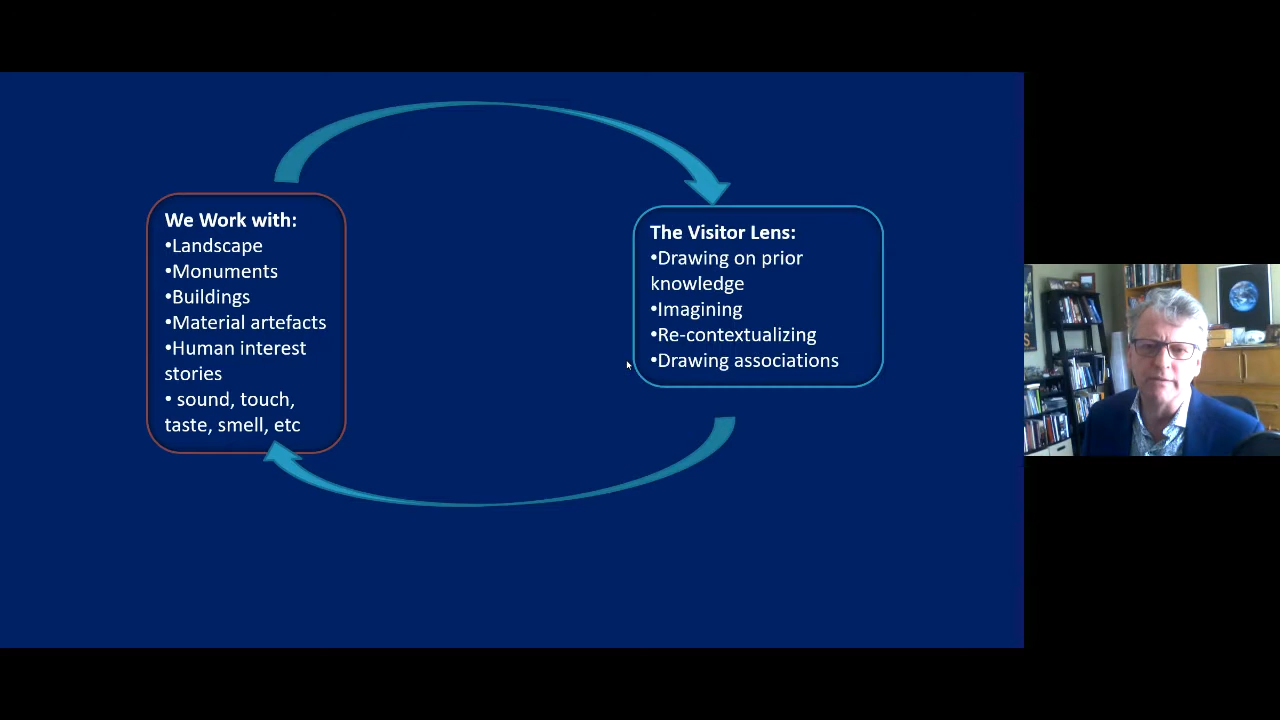 We Work with:
•Landscape
•Monuments
•Buildings
•Material artefacts
•Human interest
stories
• sound, touch,
taste, smell, etc
The Visitor Lens:
•Drawing on prior
knowledge
•Imagining
•Re-contextualizing
•Drawing associations